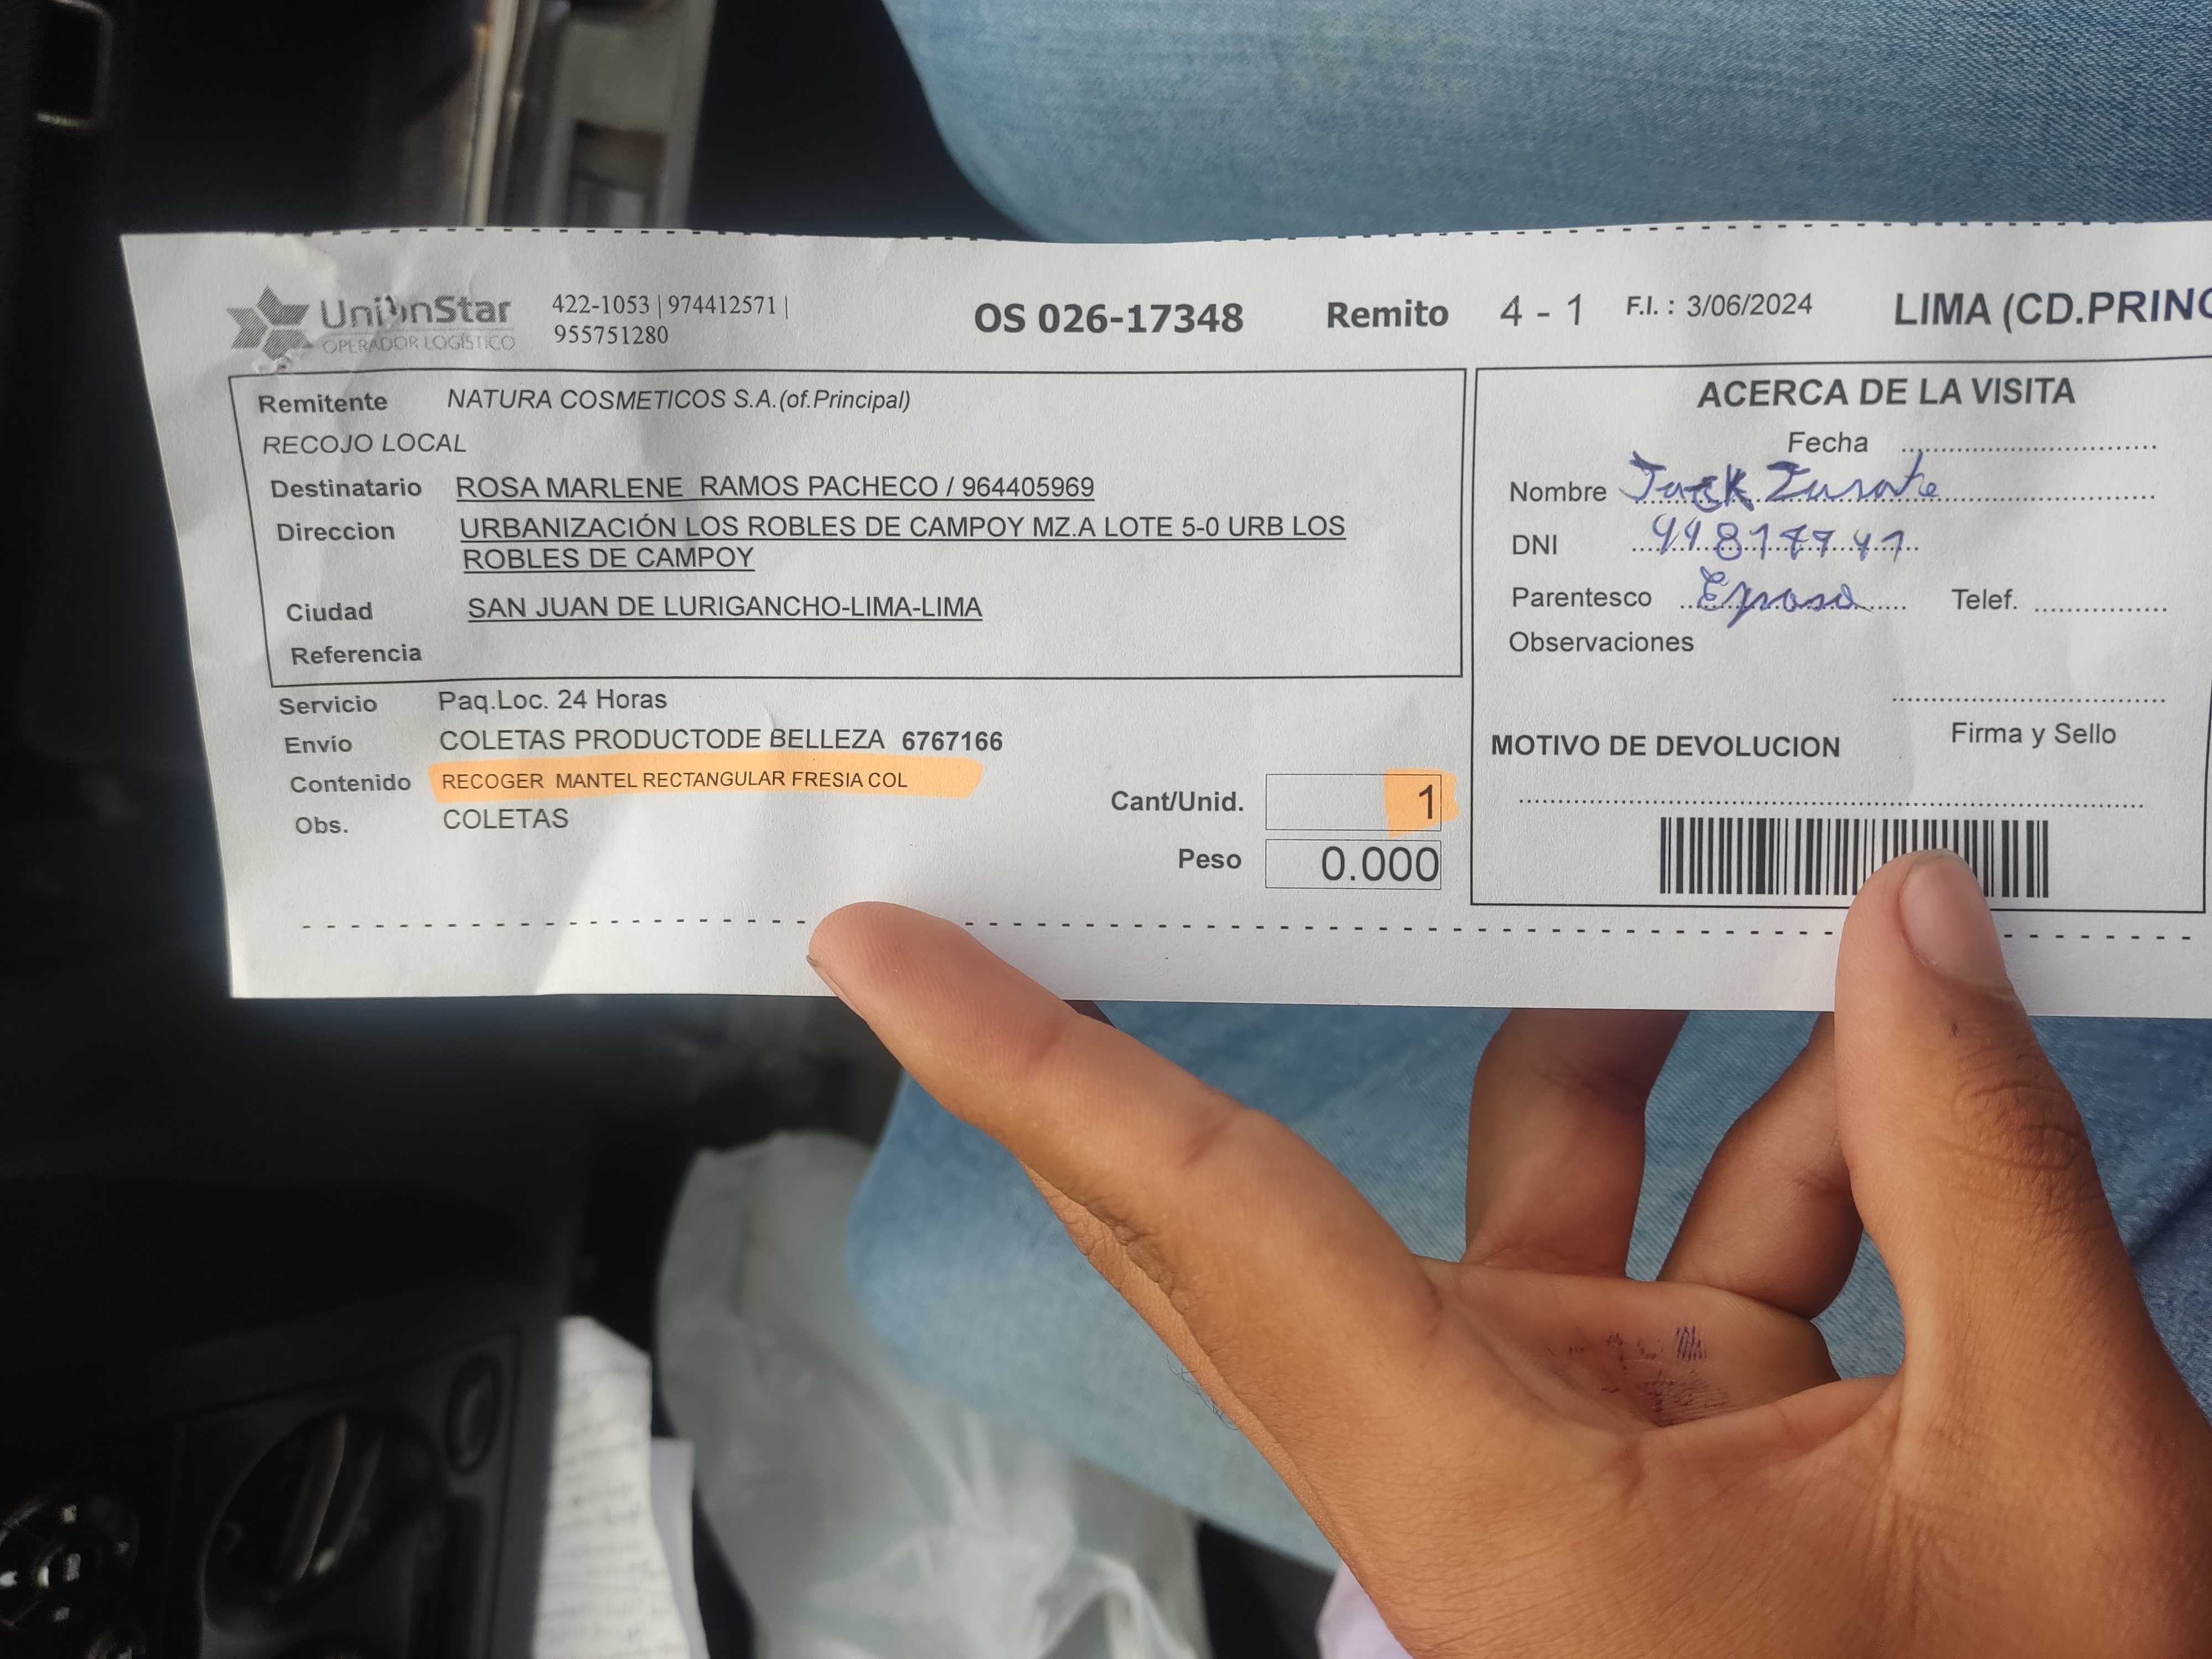 UnionStar
OPERADOR LOGÍSTICO
422-1053 | 974412571 |
955751280
OS 026-17348 Remito 4 - 1 F.I. : 3/06/2024 LIMA (CD.PRINC
Remitente NATURA COSMETICOS S.A.(of.Principal)
RECOJO LOCAL
Destinatario ROSA MARLENE RAMOS PACHECO / 964405969
Direccion URBANIZACIÓN LOS ROBLES DE CAMPOY MZ.A LOTE 5-0 URB LOS
ROBLES DE CAMPOY
Ciudad SAN JUAN DE LURIGANCHO-LIMA-LIMA
Referencia
Servicio Paq.Loc. 24 Horas
Envío COLETAS PRODUCTODE BELLEZA 6767166
Contenido RECOGER MANTEL RECTANGULAR FRESIA COL
Obs. COLETAS
Cant/Unid. 1
Peso 0.000
ACERCA DE LA VISITA
Fecha
Nombre Jack
DNI
Parentesco Esposo Telef.
Observaciones
Firma y Sello
MOTIVO DE DEVOLUCION